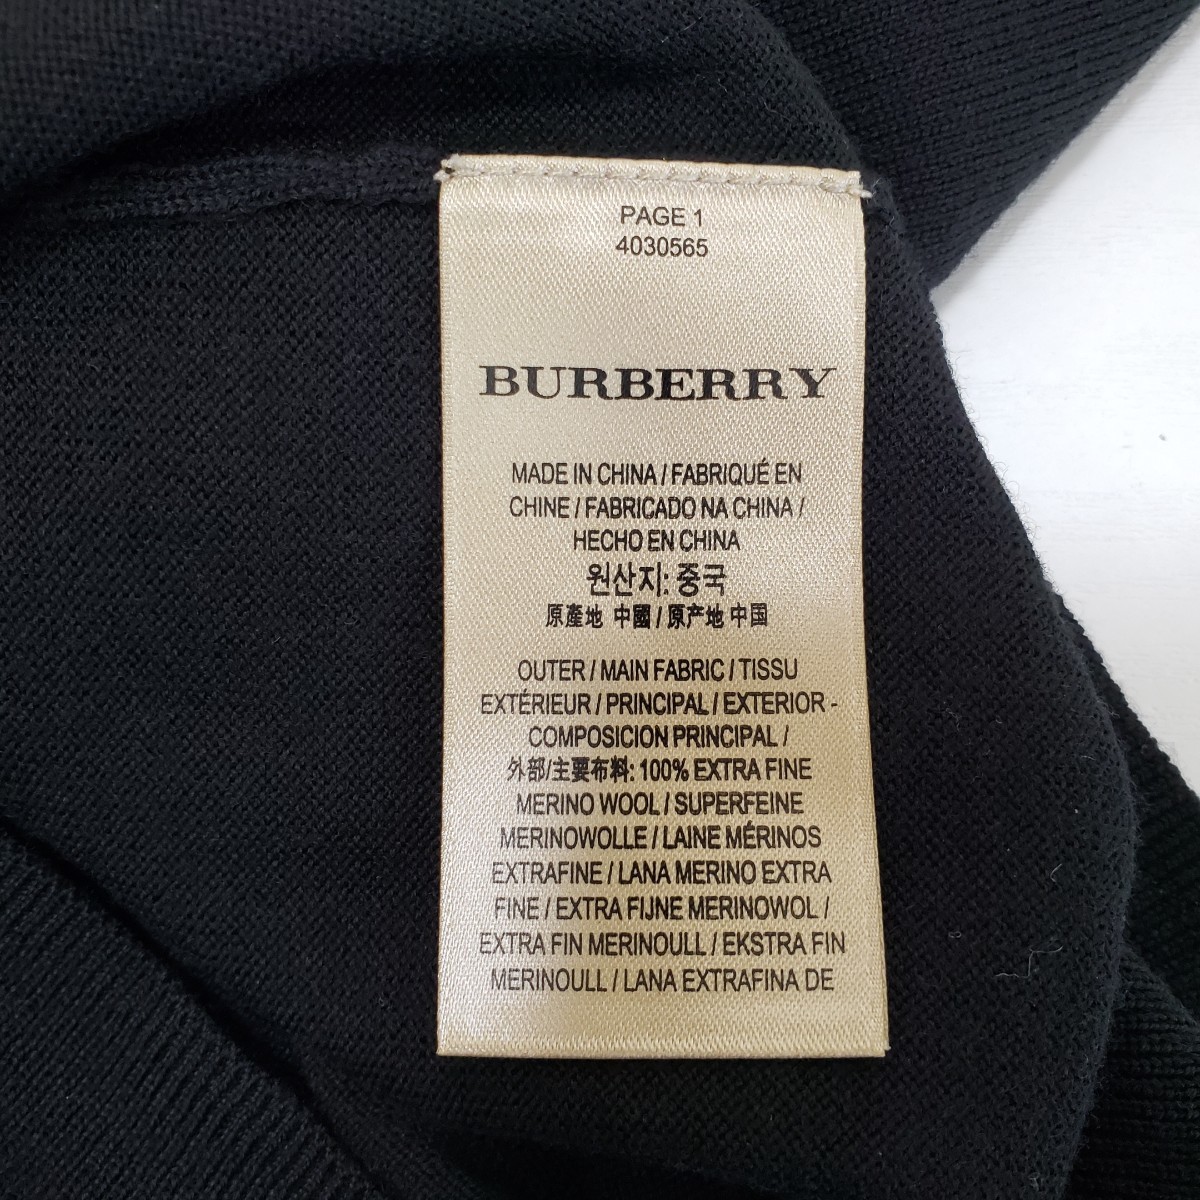 PAGE 1
4030565
BURBERRY
MADE IN CHINA / FABRIQUÉ EN
CHINE / FABRICADO NA CHINA /
HECHO EN CHINA
원산지: 중국
原產地 中國 / 原产地 中国
OUTER / MAIN FABRIC / TISSU
EXTÉRIEUR / PRINCIPAL / EXTERIOR -
COMPOSICION PRINCIPAL /
外部/主要布料: 100% EXTRA FINE
MERINO WOOL / SUPERFEINE
MERINOWOLLE / LAINE MÉRINOS
EXTRAFINE / LANA MERINO EXTRA
FINE / EXTRA FIJNE MERINOWOL /
EXTRA FIN MERINOULL / EKSTRA FIN
MERINOULL / LANA EXTRAFINA DE